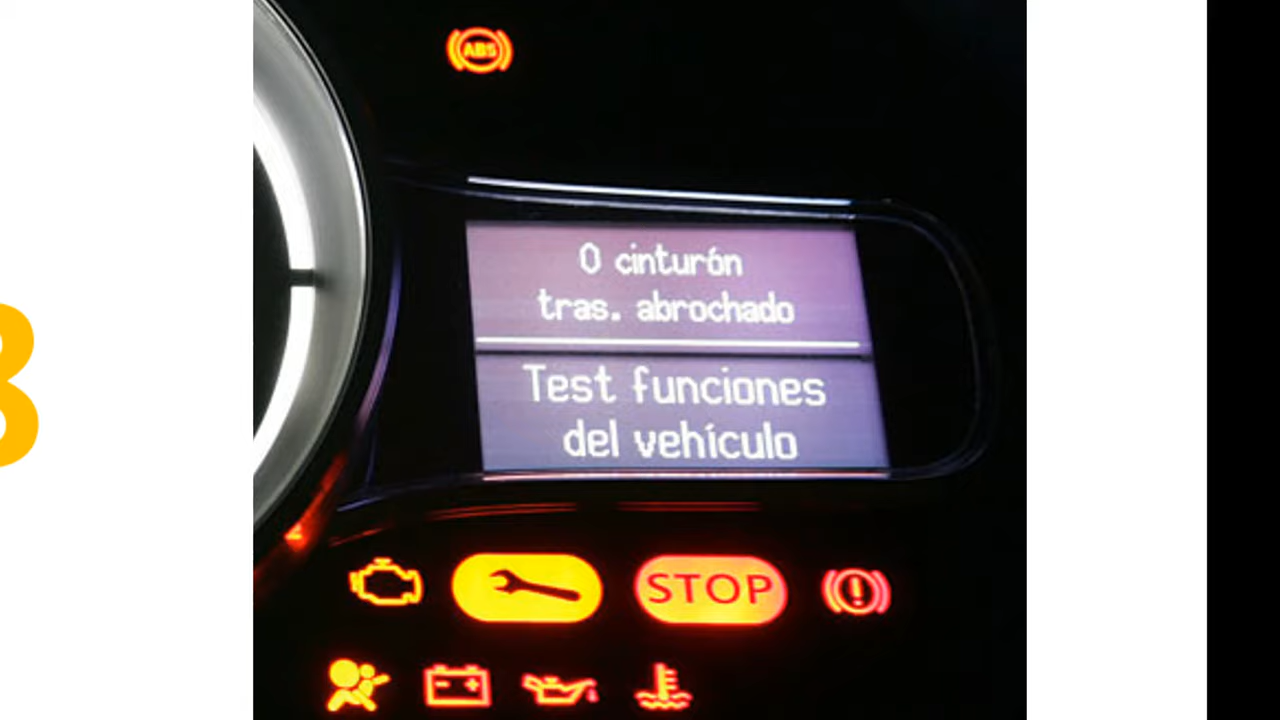 ABS
0 cinturón
tras. abrochado
Test funciones
del vehículo
STOP